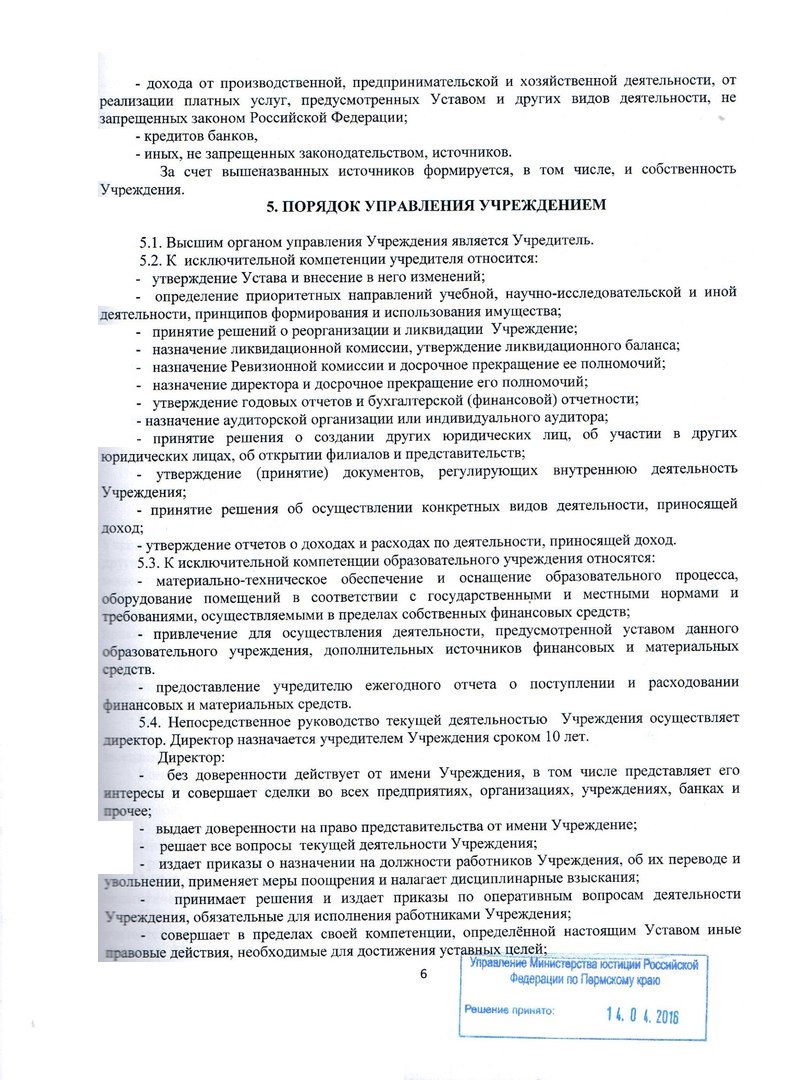 - дохода от производственной, предпринимательской и хозяйственной деятельности, от
реализации платных услуг, предусмотренных Уставом и других видов деятельности, не
запрещенных законом Российской Федерации;
- кредитов банков,
- иных, не запрещенных законодательством, источников.
За счет вышеназванных источников формируется, в том числе, и собственность
Учреждения.
5. ПОРЯДОК УПРАВЛЕНИЯ УЧРЕЖДЕНИЕМ
5.1. Высшим органом управления Учреждения является Учредитель.
5.2. К исключительной компетенции учредителя относится:
- утверждение Устава и внесение в него изменений;
- определение приоритетных направлений учебной, научно-исследовательской и иной
деятельности, принципов формирования и использования имущества;
- принятие решений о реорганизации и ликвидации Учреждение;
- назначение ликвидационной комиссии, утверждение ликвидационного баланса;
- назначение Ревизионной комиссии и досрочное прекращение ее полномочий;
- назначение директора и досрочное прекращение его полномочий;
- утверждение годовых отчетов и бухгалтерской (финансовой) отчетности;
- назначение аудиторской организации или индивидуального аудитора;
- принятие решения о создании других юридических лиц, об участии в других
юридических лицах, об открытии филиалов и представительств;
- утверждение (принятие) документов, регулирующих внутреннюю деятельность
Учреждения;
- принятие решения об осуществлении конкретных видов деятельности, приносящей
доход;
- утверждение отчетов о доходах и расходах по деятельности, приносящей доход.
5.3. К исключительной компетенции образовательного учреждения относятся:
- материально-техническое обеспечение и оснащение образовательного процесса,
оборудование помещений в соответствии с государственными и местными нормами и
требованиями, осуществляемыми в пределах собственных финансовых средств;
- привлечение для осуществления деятельности, предусмотренной уставом данного
образовательного учреждения, дополнительных источников финансовых и материальных
средств.
- предоставление учредителю ежегодного отчета о поступлении и расходовании
финансовых и материальных средств.
5.4. Непосредственное руководство текущей деятельностью Учреждения осуществляет
директор. Директор назначается учредителем Учреждения сроком 10 лет.
Директор:
- без доверенности действует от имени Учреждения, в том числе представляет его
интересы и совершает сделки во всех предприятиях, организациях, учреждениях, банках и
прочее;
- выдает доверенности на право представительства от имени Учреждение;
- решает все вопросы текущей деятельности Учреждения;
- издает приказы о назначении на должности работников Учреждения, об их переводе и
увольнении, применяет меры поощрения и налагает дисциплинарные взыскания;
- принимает решения и издает приказы по оперативным вопросам деятельности
Учреждения, обязательные для исполнения работниками Учреждения;
- совершает в пределах своей компетенции, определённой настоящим Уставом иные
правовые действия, необходимые для достижения уставных целей;
6
Управление Министерства юстиции Российской
Федерации по Пермскому краю
Решение принято: 14. 04. 2016